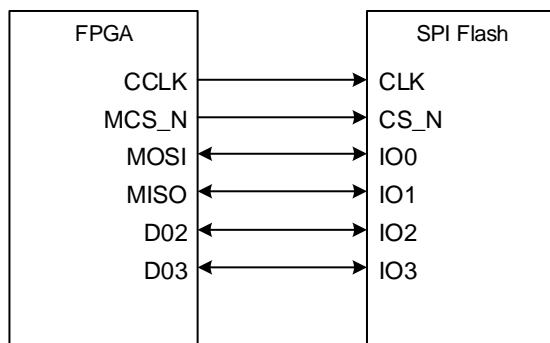 FPGA SPI Flash
CCLK CLK
MCS_N CS_N
MOSI IO0
MISO IO1
D02 IO2
D03 IO3